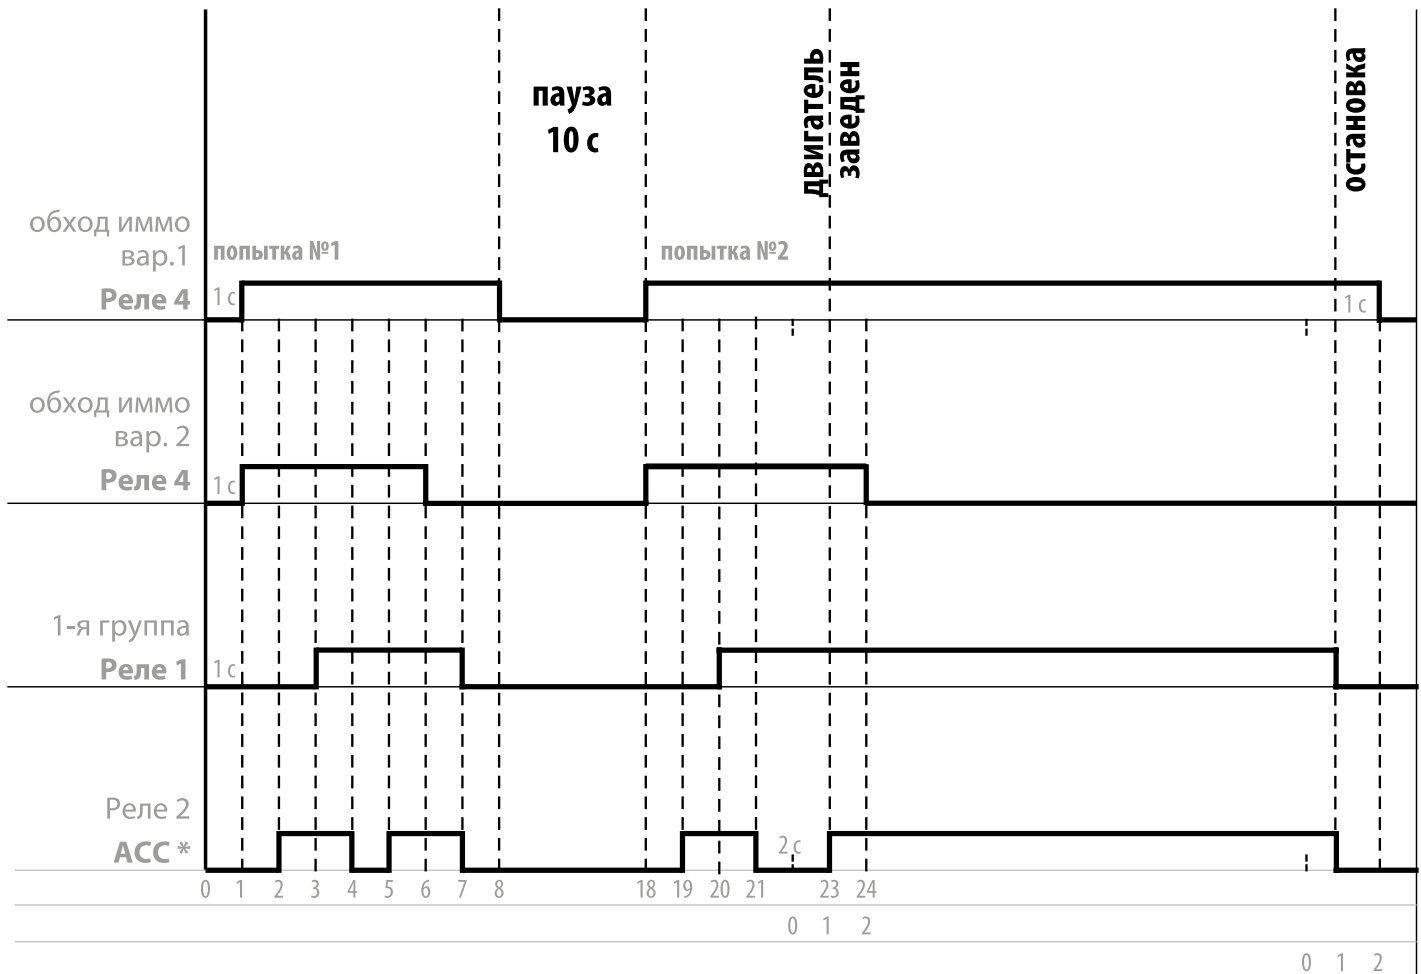 пауза
10 с
двигатель
заведен
остановка
обход иммо
вар.1
Реле 4
попытка №1
попытка №2
1 с
1 с
обход иммо
вар. 2
Реле 4
1 с
1-я группа
Реле 1
1 с
Реле 2
АСС *
2 с
0 1 2 3 4 5 6 7 8 18 19 20 21 23 24
0 1 2
0 1 2